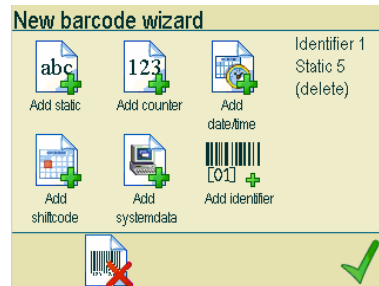 New barcode wizard
Identifier 1
Static 5
(delete)
abc
123
Add static
Add counter
Add
date/time
[01]
Add
shiftcode
Add
systemdata
Add identifier